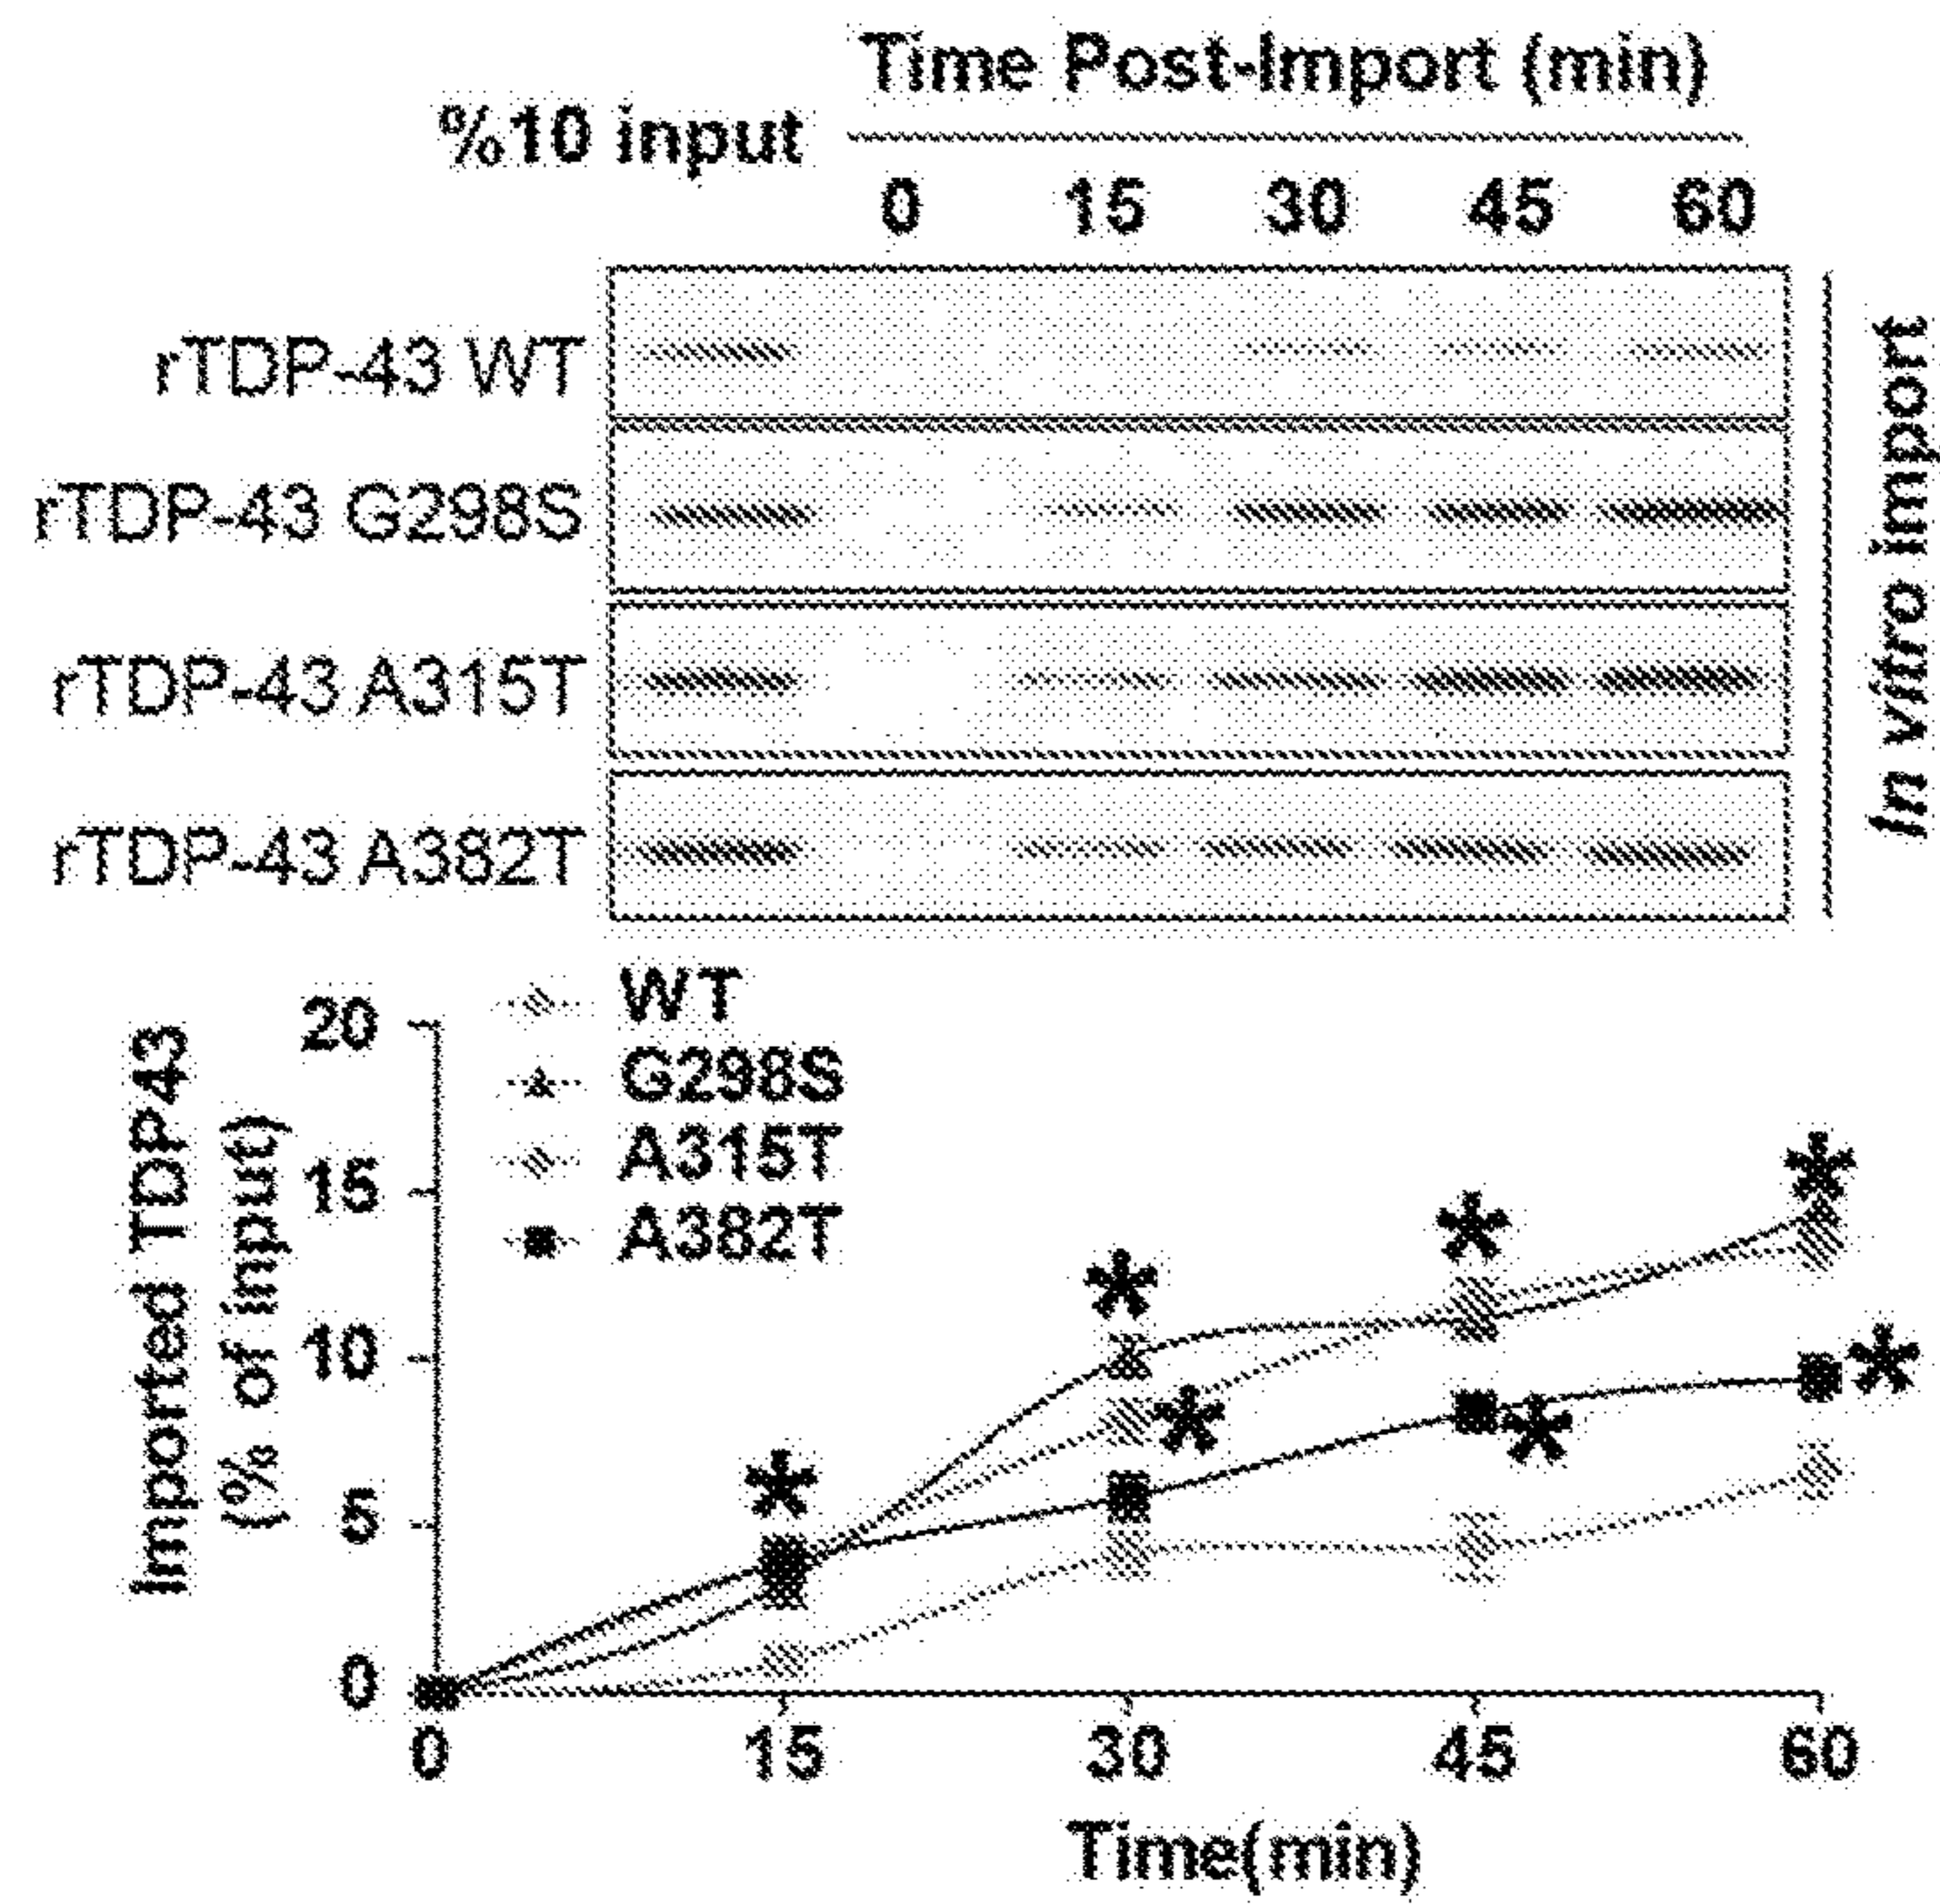 Time Post-Import (min)
%10 input
0 15 30 45 60
rTDP-43 WT
rTDP-43 G298S
rTDP-43 A315T
rTDP-43 A382T
In vitro import
WT
G298S
A315T
A382T
Imported TDP43
(% of input)
20
15
10
5
0
*
*
*
*
*
*
*
0 15 30 45 60
Time(min)